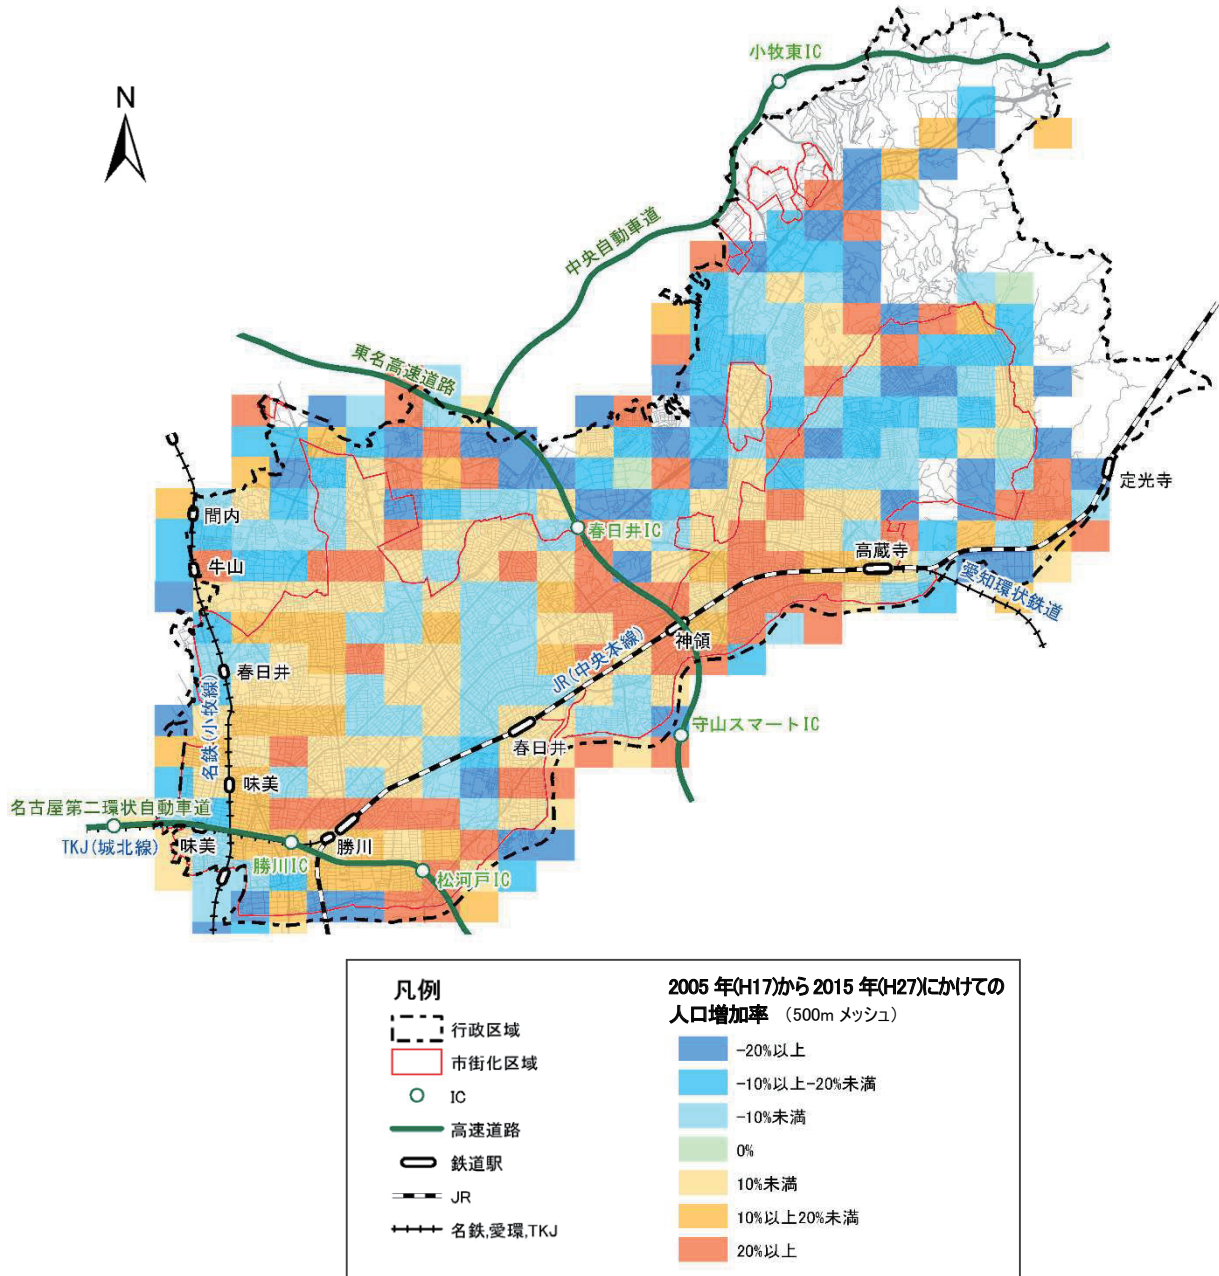 小牧東IC
N
中央自動車道
東名高速道路
定光寺
間内
春日井IC
牛山
高蔵寺
愛知環状鉄道
神領
JR(中央本線)
春日井
名鉄(小牧線)
守山スマートIC
春日井
味美
名古屋第二環状自動車道
TKJ(城北線)
味美
勝川
勝川IC
松河戸IC
凡例
行政区域
市街化区域
IC
高速道路
鉄道駅
JR
名鉄,愛環,TKJ
2005 年(H17)から 2015 年(H27)にかけての
人口増加率 （500m メッシュ）
-20%以上
-10%以上-20%未満
-10%未満
0%
10%未満
10%以上20%未満
20%以上